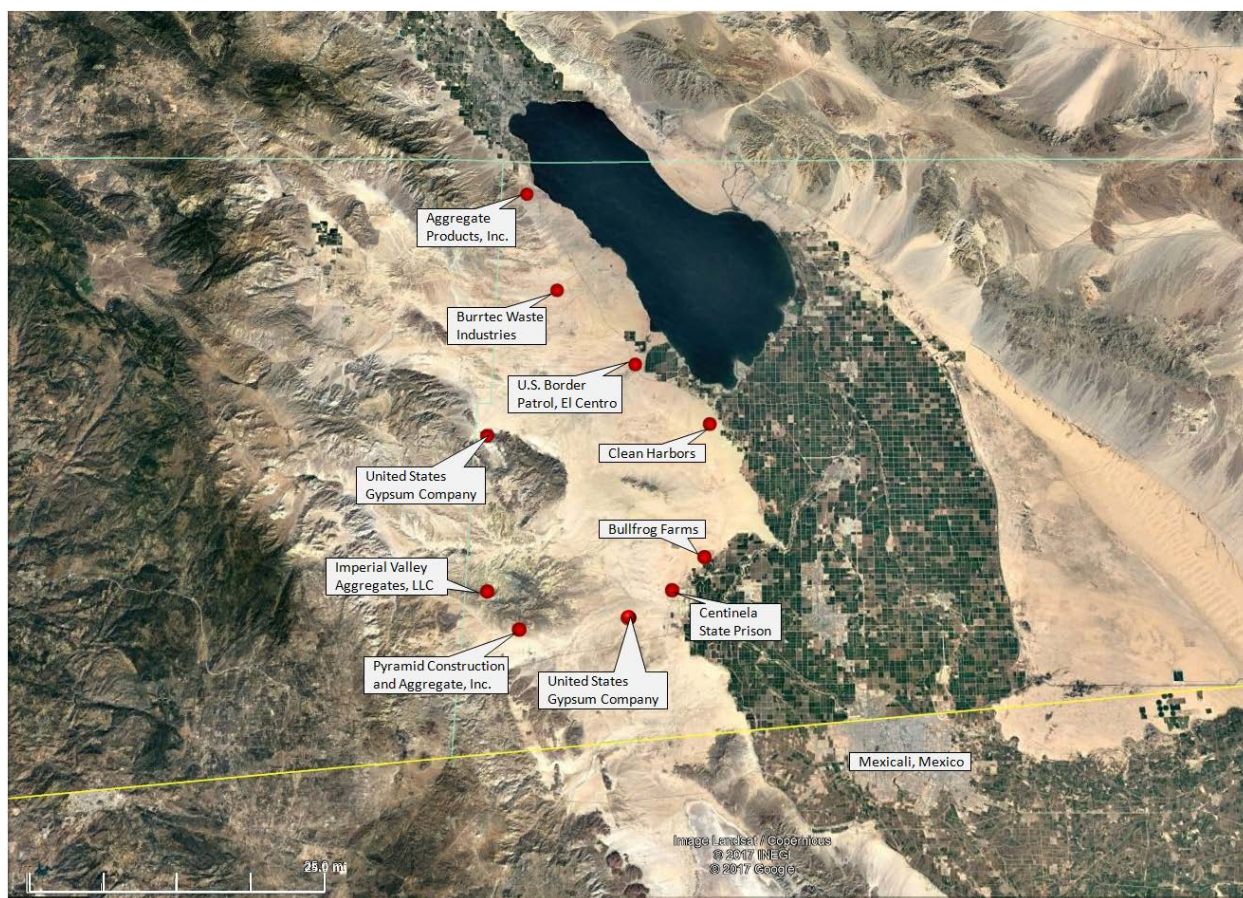 Aggregate
Products, Inc.
Burrtec Waste
Industries
U.S. Border
Patrol, El Centro
Clean Harbors
United States
Gypsum Company
Bullfrog Farms
Imperial Valley
Aggregates, LLC
Centinela
State Prison
Pyramid Construction
and Aggregate, Inc.
United States
Gypsum Company
Mexicali, Mexico
Image Landsat / Copernicus
© 2017 INEGI
© 2017 Google
mi